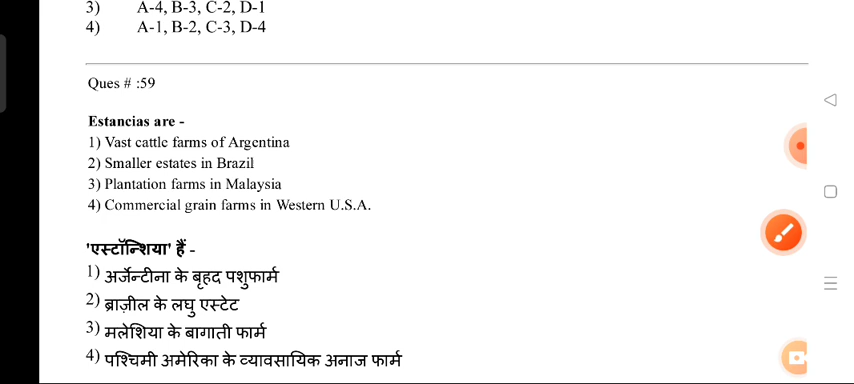 3) A-4, B-3, C-2, D-1
4) A-1, B-2, C-3, D-4
Ques # :59
Estancias are -
1) Vast cattle farms of Argentina
2) Smaller estates in Brazil
3) Plantation farms in Malaysia
4) Commercial grain farms in Western U.S.A.
'एस्टॉन्शिया' हैं -
1) अर्जेन्टीना के बृहद पशुफार्म
2) ब्राज़ील के लघु एस्टेट
3) मलेशिया के बागाती फार्म
4) पश्चिमी अमेरिका के व्यावसायिक अनाज फार्म